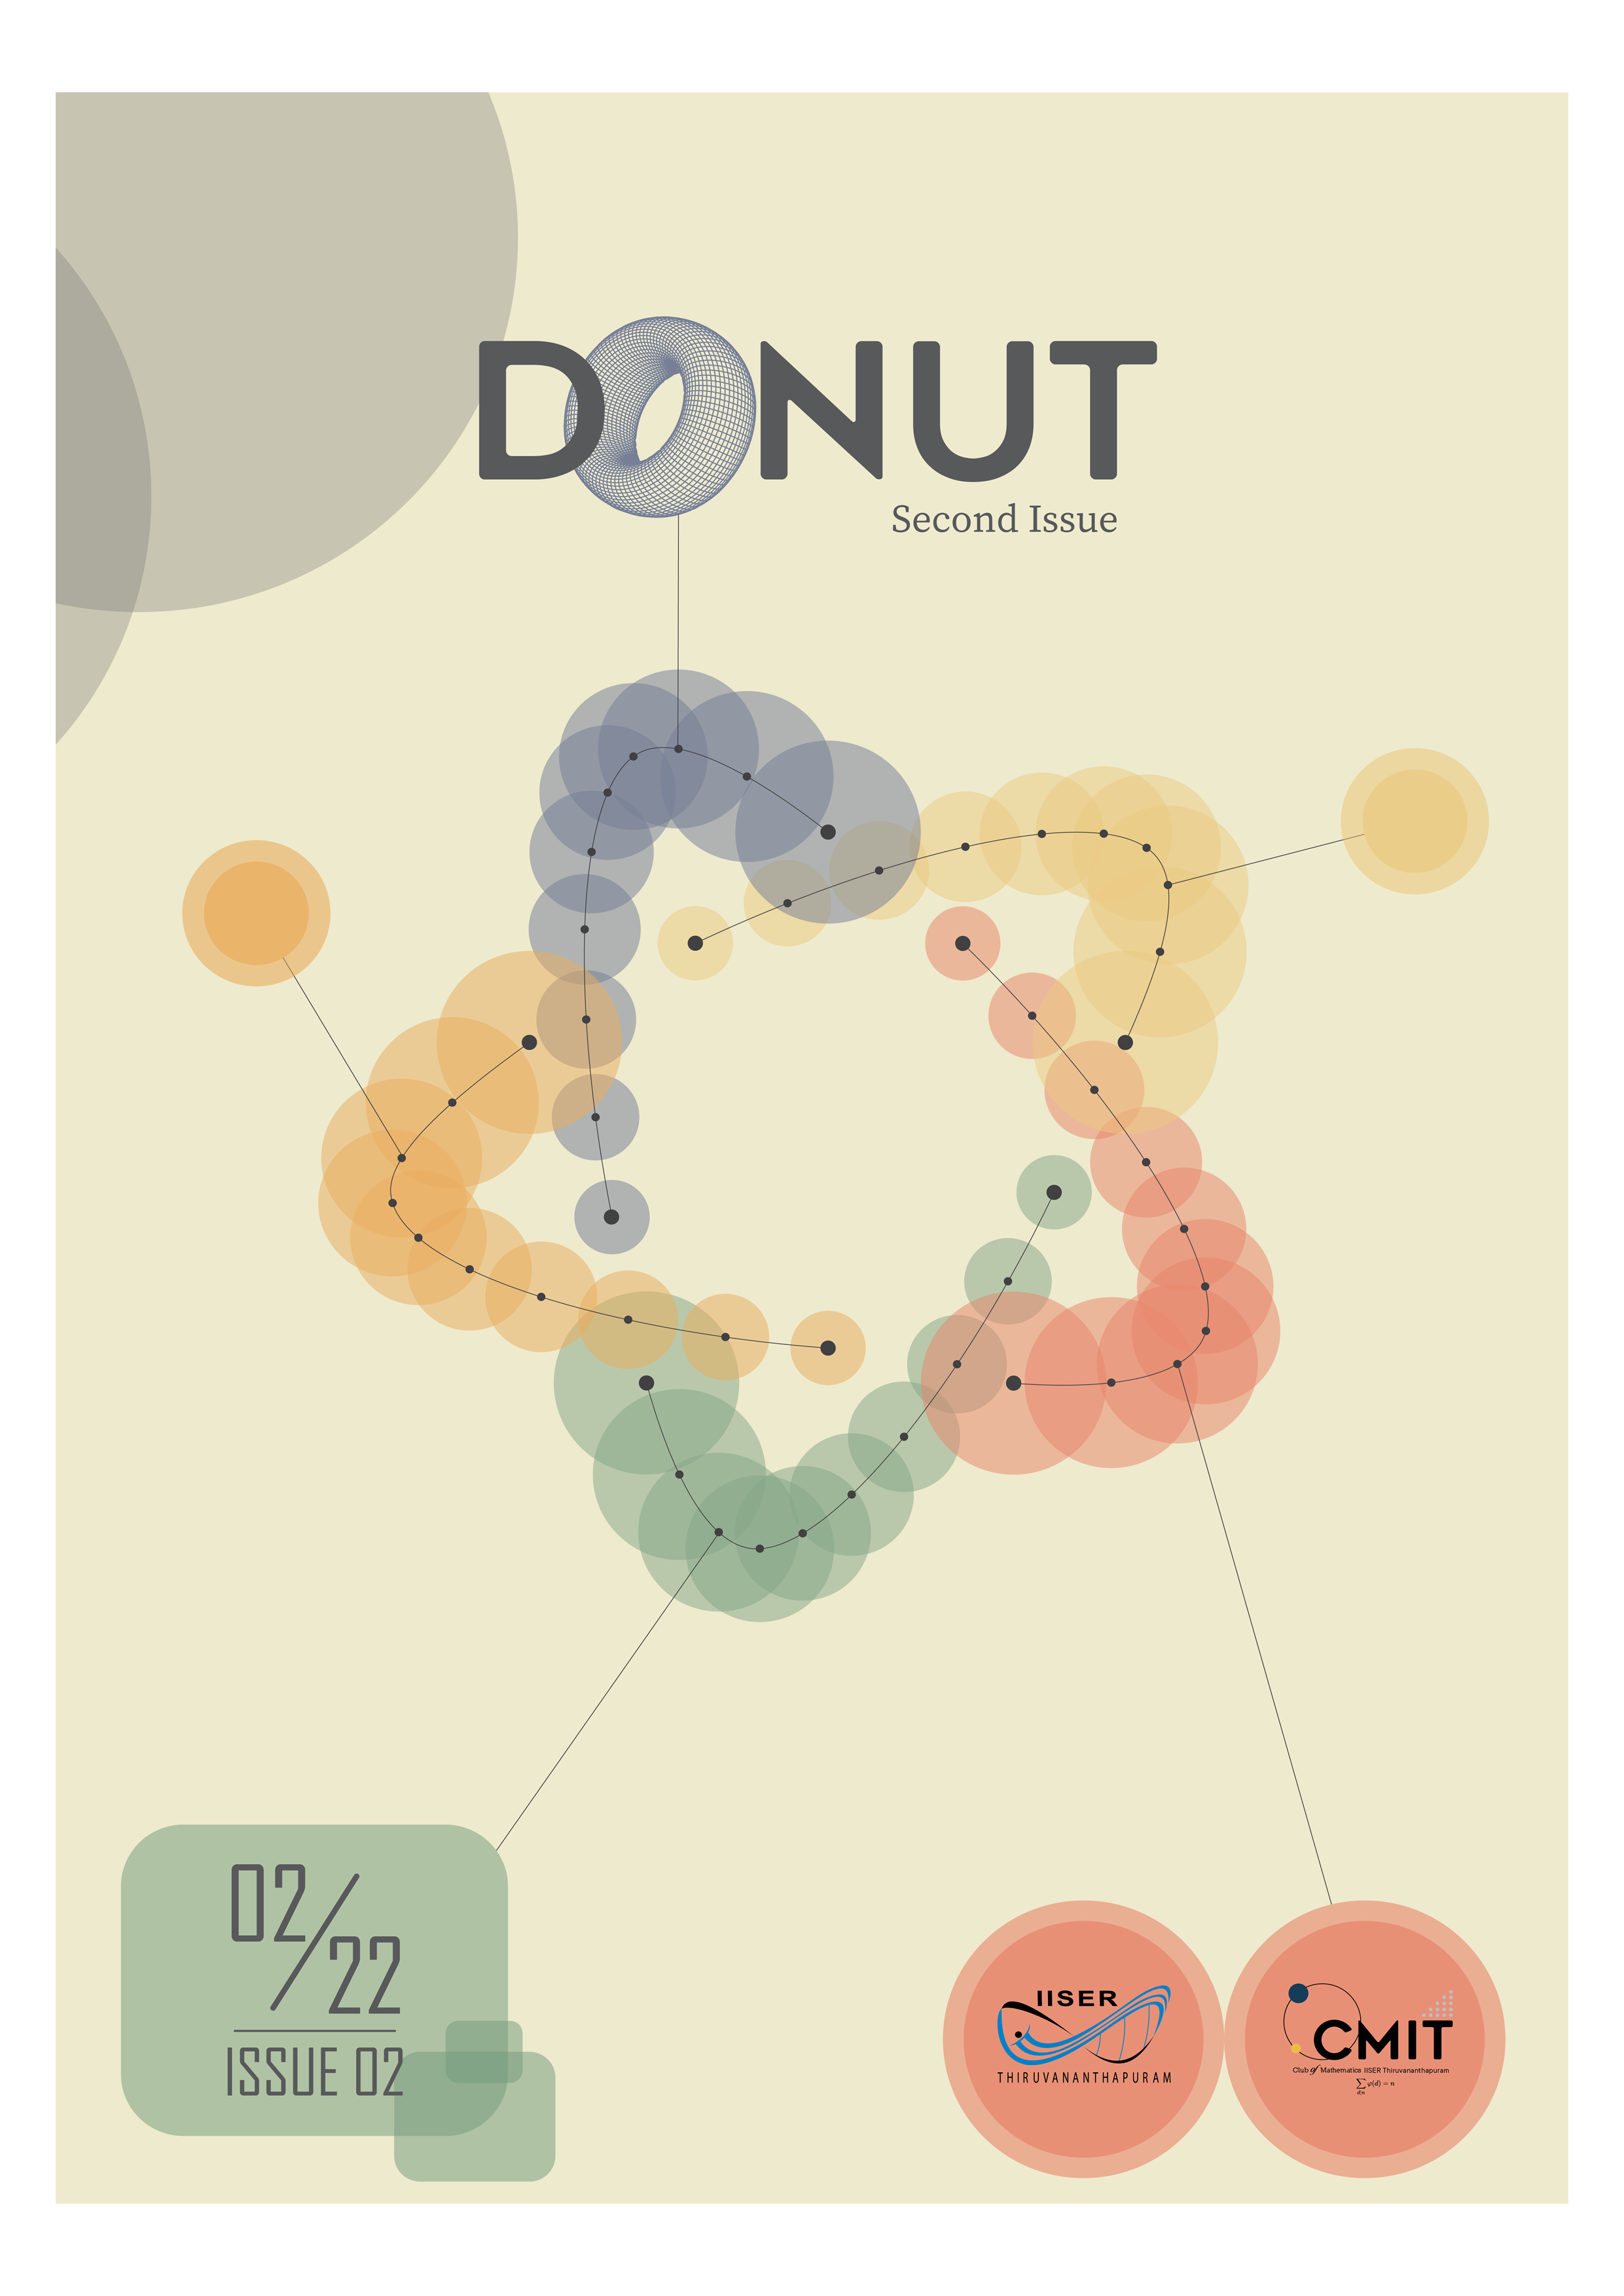 DONUT
Second Issue
02/22
ISSUE 02
IISER
THIRUVANANTHAPURAM
CMIT
Club of Mathematics IISER Thiruvananthapuram
∑ φ(d) = n
d|n